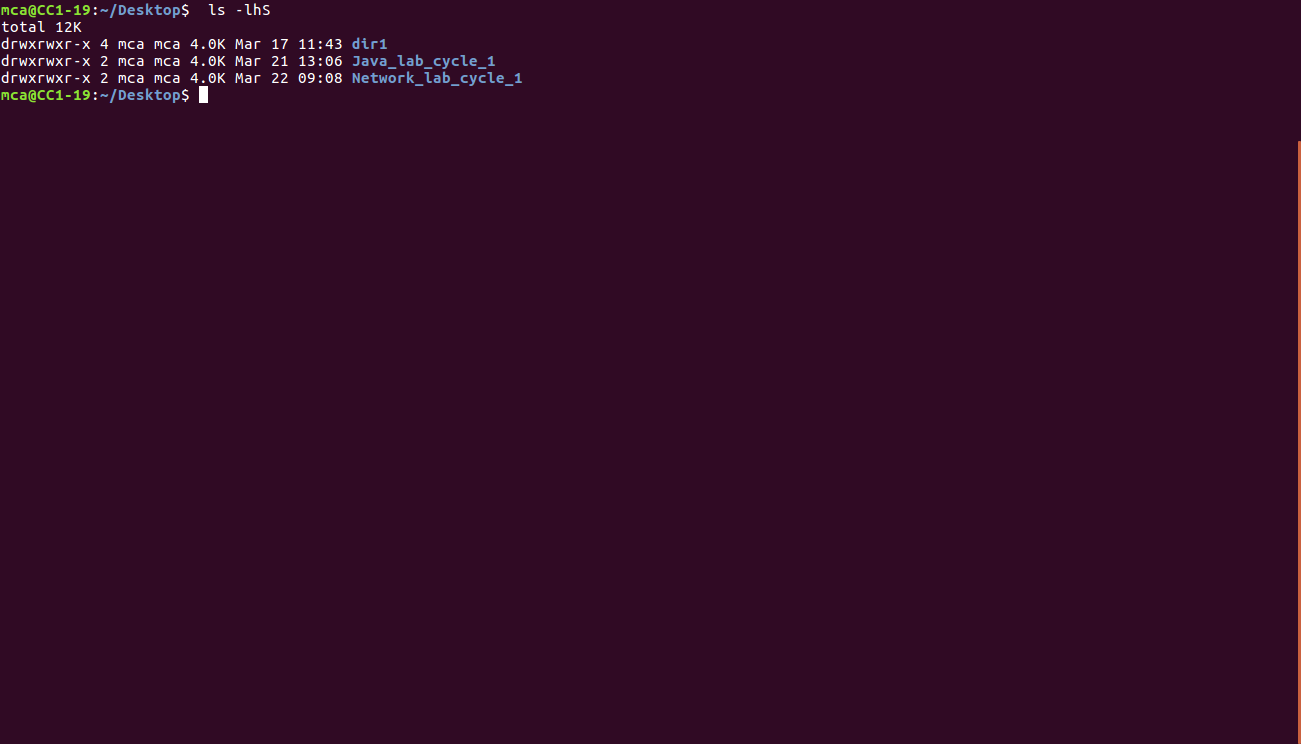 mca@CC1-19:~/Desktop$  ls -lhS
total 12K
drwxrwxr-x 4 mca mca 4.0K Mar 17 11:43 dir1
drwxrwxr-x 2 mca mca 4.0K Mar 21 13:06 Java_lab_cycle_1
drwxrwxr-x 2 mca mca 4.0K Mar 22 09:08 Network_lab_cycle_1
mca@CC1-19:~/Desktop$